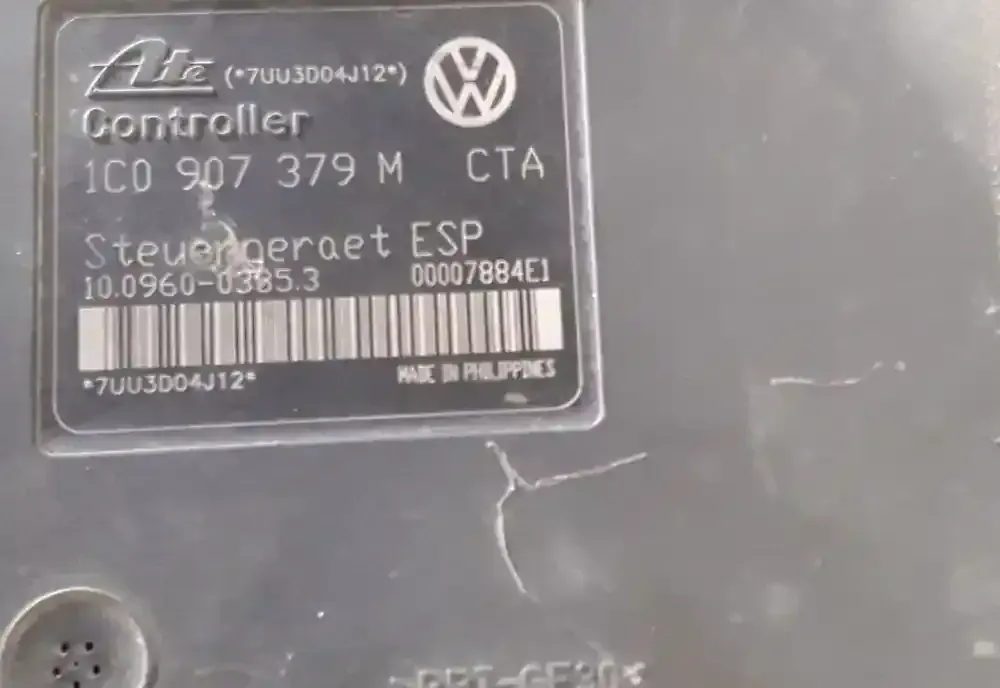 Ate (*7UU3D04J12*)
Controller
1C0 907 379 M CTA
Steuergeraet ESP
10.0960-0385.3 00007884E1
*7UU3D04J12* MADE IN PHILIPPINES